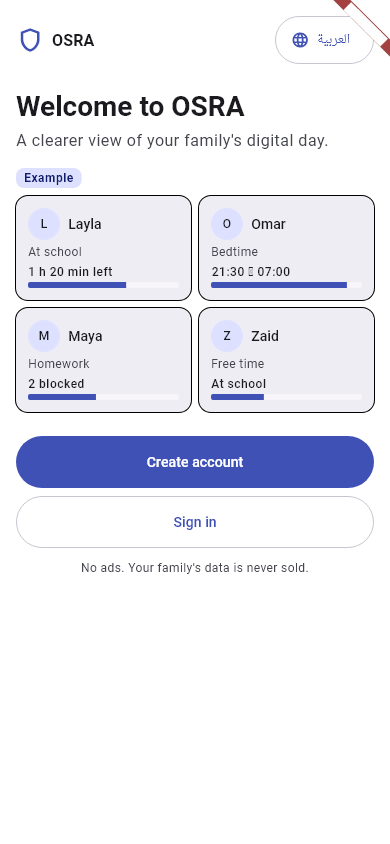 OSRA
العربية
Welcome to OSRA
A clearer view of your family's digital day.
Example
L Layla
At school
1 h 20 min left
O Omar
Bedtime
21:30 07:00
M Maya
Homework
2 blocked
Z Zaid
Free time
At school
Create account
Sign in
No ads. Your family's data is never sold.